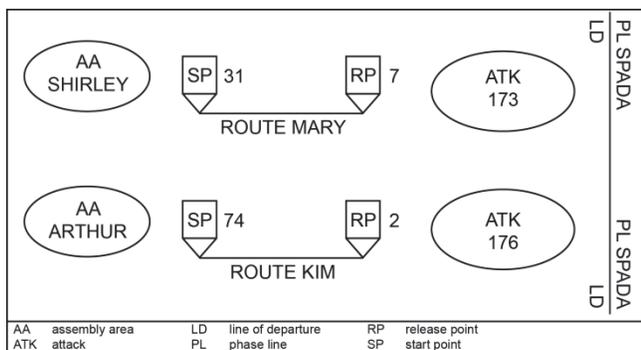 AA
SHIRLEY
SP 31
RP 7
ROUTE MARY
ATK
173
PL SPADA
LD
AA
ARTHUR
SP 74
RP 2
ROUTE KIM
ATK
176
PL SPADA
LD
AA assembly area LD line of departure RP release point
ATK attack PL phase line SP start point